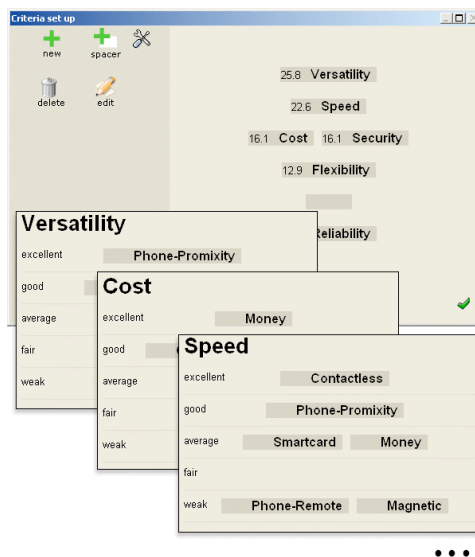 Criteria set up
new spacer
delete edit
25.8 Versatility
22.6 Speed
16.1 Cost 16.1 Security
12.9 Flexibility
Reliability
Versatility
excellent Phone-Promixity
good
average
fair
weak
Cost
excellent Money
good
average
fair
weak
Speed
excellent Contactless
good Phone-Promixity
average Smartcard Money
fair
weak Phone-Remote Magnetic
...